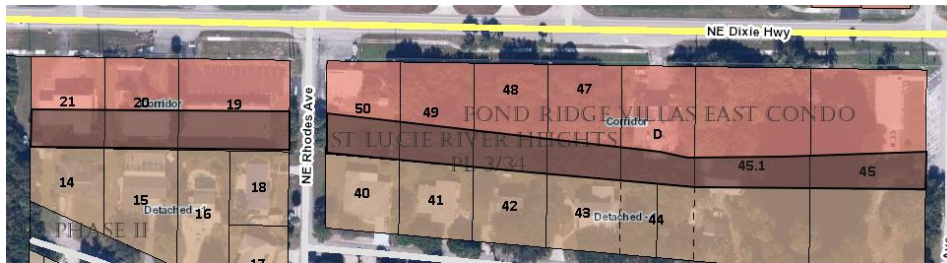 NE Dixie Hwy
21
20
Corridor
19
NE Rhodes Ave
50
49
48
47
POND RIDGE VILLAS EAST CONDO
Corridor
D
ST LUCIE RIVER HEIGHTS
PL 3/34
45.1
45
14
15
16
18
Detached -
40
41
42
43
Detached -
44
PHASE II
17